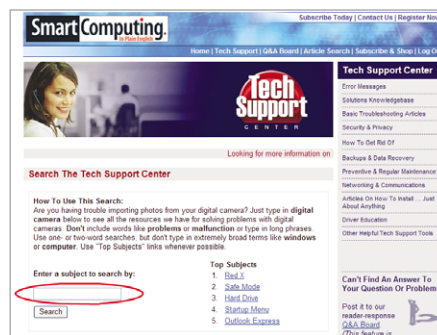 Subscribe Today | Contact Us | Register Now
SmartComputing.
In Plain English
Home | Tech Support | Q&A Board | Article Search | Subscribe & Shop | Log O
Tech
Support
CENTER
Looking for more information on
Search The Tech Support Center
How To Use This Search:
Are you having trouble importing photos from your digital camera? Just type in digital
camera to see all the resources we have for solving problems with digital
cameras. Don't include words like problems or malfunction or type in long phrases.
Use one- or two-word searches, but don't type in extremely broad terms like windows
or computer. Use "Top Subjects" links whenever possible.
Enter a subject to search by:
Search
Top Subjects
1. Red X
2. Safe Mode
3. Hard Drive
4. Startup Menu
5. Outlook Express
Tech Support Center
Error Messages
Solutions Knowledgebase
Basic Troubleshooting Articles
Security & Privacy
How To Get Rid Of
Backups & Data Recovery
Preventive & Regular Maintenance
Networking & Communications
Articles On How To Install ... Just
About Anything
Driver Education
Other Helpful Tech Support Tools
Can't Find An Answer To
Your Question Or Problem
Post it to our
reader-response
Q&A Board.
(This feature is